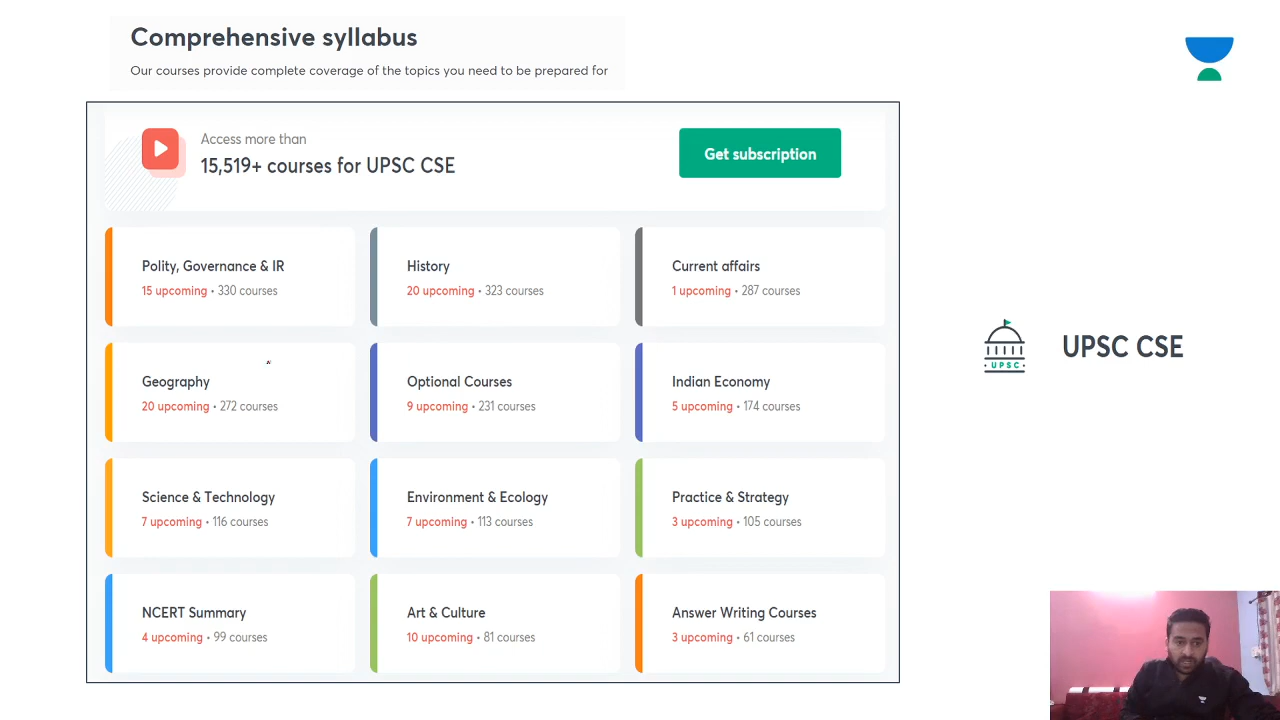 Comprehensive syllabus
Our courses provide complete coverage of the topics you need to be prepared for
Access more than
15,519+ courses for UPSC CSE
Get subscription
Polity, Governance & IR
15 upcoming • 330 courses
History
20 upcoming • 323 courses
Current affairs
1 upcoming • 287 courses
Geography
20 upcoming • 272 courses
Optional Courses
9 upcoming • 231 courses
Indian Economy
5 upcoming • 174 courses
Science & Technology
7 upcoming • 116 courses
Environment & Ecology
7 upcoming • 113 courses
Practice & Strategy
3 upcoming • 105 courses
NCERT Summary
4 upcoming • 99 courses
Art & Culture
10 upcoming • 81 courses
Answer Writing Courses
3 upcoming • 61 courses
UPSC
UPSC CSE